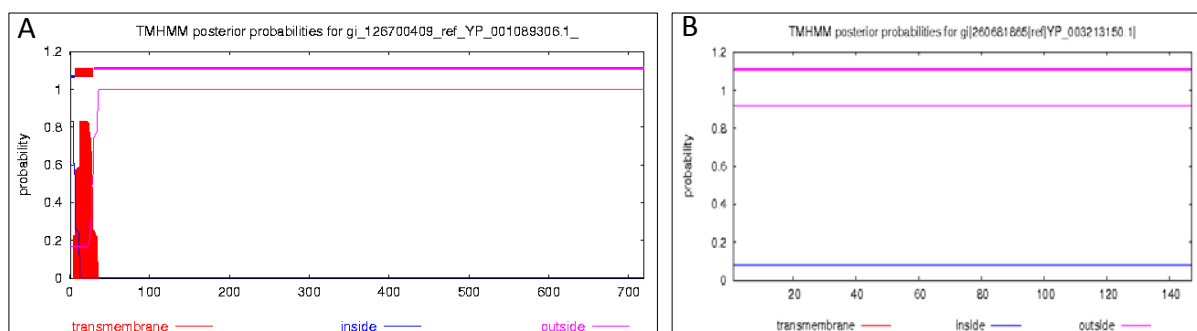 A
TMHMM posterior probabilities for gi_126700409_ref_YP_001089306.1_
1.2
1
0.8
0.6
0.4
0.2
0
probability
0 100 200 300 400 500 600 700
transmembrane inside outside
B
TMHMM posterior probabilities for gi|260681865|ref|YP_003213150.1|
1.2
1
0.8
0.6
0.4
0.2
0
probability
20 40 60 80 100 120 140
transmembrane inside outside